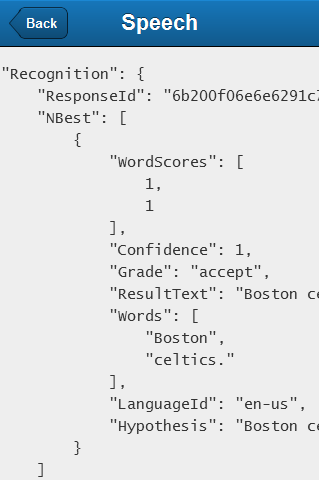 Back
Speech
"Recognition": {
"ResponseId": "6b200f06e6e6291c
"NBest": [
{
"WordScores": [
1,
1
],
"Confidence": 1,
"Grade": "accept",
"ResultText": "Boston ce
"Words": [
"Boston",
"celtics."
],
"LanguageId": "en-us",
"Hypothesis": "Boston ce
}
]